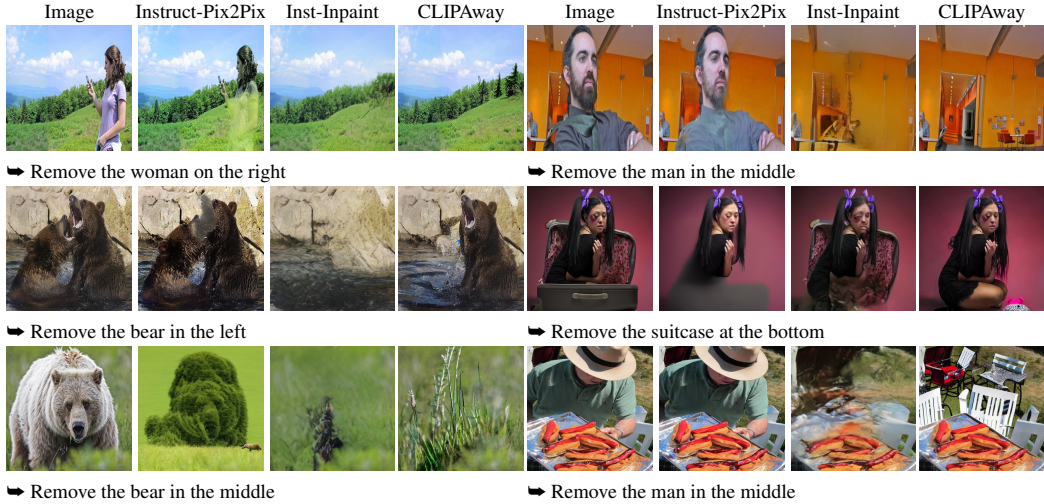 Image Instruct-Pix2Pix Inst-Inpaint CLIPAway Image Instruct-Pix2Pix Inst-Inpaint CLIPAway
➥ Remove the woman on the right ➥ Remove the man in the middle
➥ Remove the bear in the left ➥ Remove the suitcase at the bottom
➥ Remove the bear in the middle ➥ Remove the man in the middle